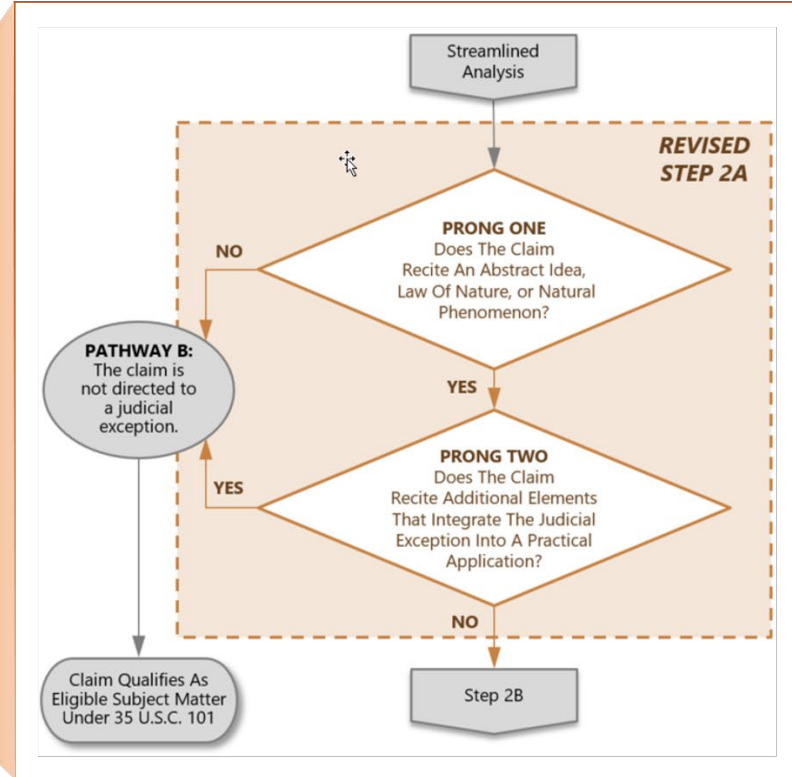 Streamlined
Analysis
REVISED
STEP 2A
PRONG ONE
Does The Claim
Recite An Abstract Idea,
Law Of Nature, or Natural
Phenomenon?
NO
YES
PATHWAY B:
The claim is
not directed to
a judicial
exception.
PRONG TWO
Does The Claim
Recite Additional Elements
That Integrate The Judicial
Exception Into A Practical
Application?
YES
NO
Claim Qualifies As
Eligible Subject Matter
Under 35 U.S.C. 101
Step 2B